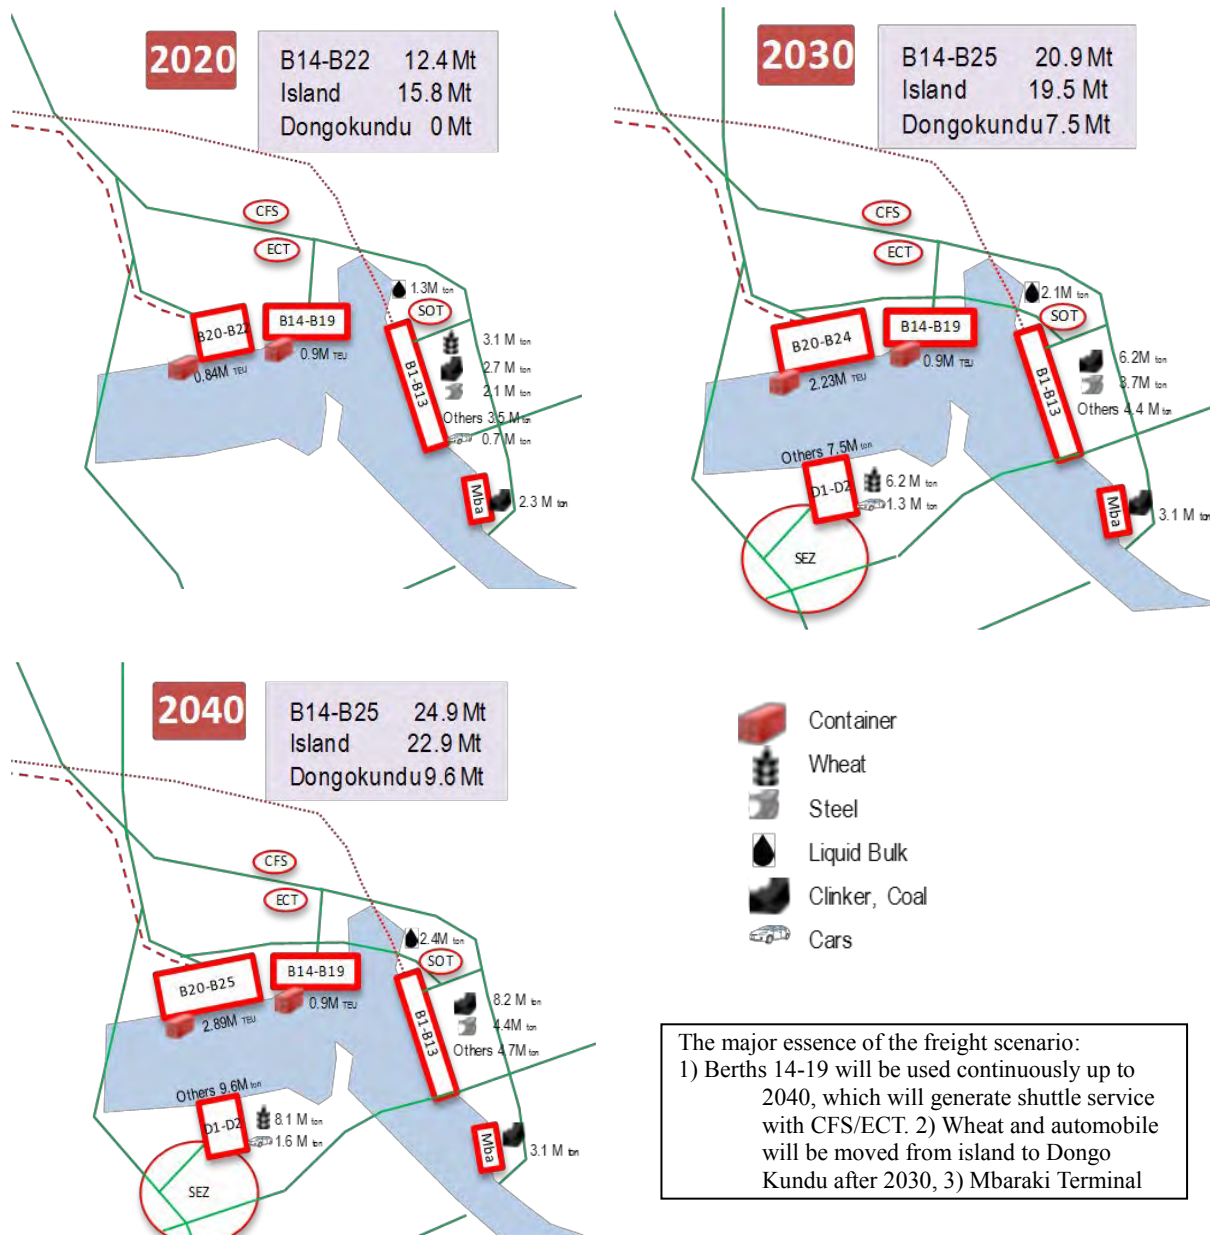 2020
B14-B22 12.4 Mt
Island 15.8 Mt
Dongokundu 0 Mt
CFS
ECT
1.3M ton
SOT
B20-B22
B14-B19
0.84M TEU
0.9M TEU
B1-B13
3.1 M ton
2.7 M ton
2.1 M ton
Others 3.5 M ton
0.7 M ton
Mba
2.3 M ton
2030
B14-B25 20.9 Mt
Island 19.5 Mt
Dongokundu 7.5 Mt
CFS
ECT
2.1M ton
SOT
B20-B24
B14-B19
2.23M TEU
0.9M TEU
B1-B13
6.2M ton
3.7M ton
Others 4.4 M ton
Others 7.5M ton
D1-D2
6.2 M ton
1.3 M ton
Mba
3.1 M ton
SEZ
2040
B14-B25 24.9 Mt
Island 22.9 Mt
Dongokundu 9.6 Mt
CFS
ECT
2.4M ton
SOT
B20-B25
B14-B19
2.89M TEU
0.9M TEU
B1-B13
8.2 M ton
4.4M ton
Others 4.7M ton
Others 9.6M ton
D1-D2
8.1 M ton
1.6 M ton
Mba
3.1 M ton
SEZ
Container
Wheat
Steel
Liquid Bulk
Clinker, Coal
Cars
The major essence of the freight scenario:
1) Berths 14-19 will be used continuously up to
2040, which will generate shuttle service
with CFS/ECT. 2) Wheat and automobile
will be moved from island to Dongo
Kundu after 2030, 3) Mbaraki Terminal